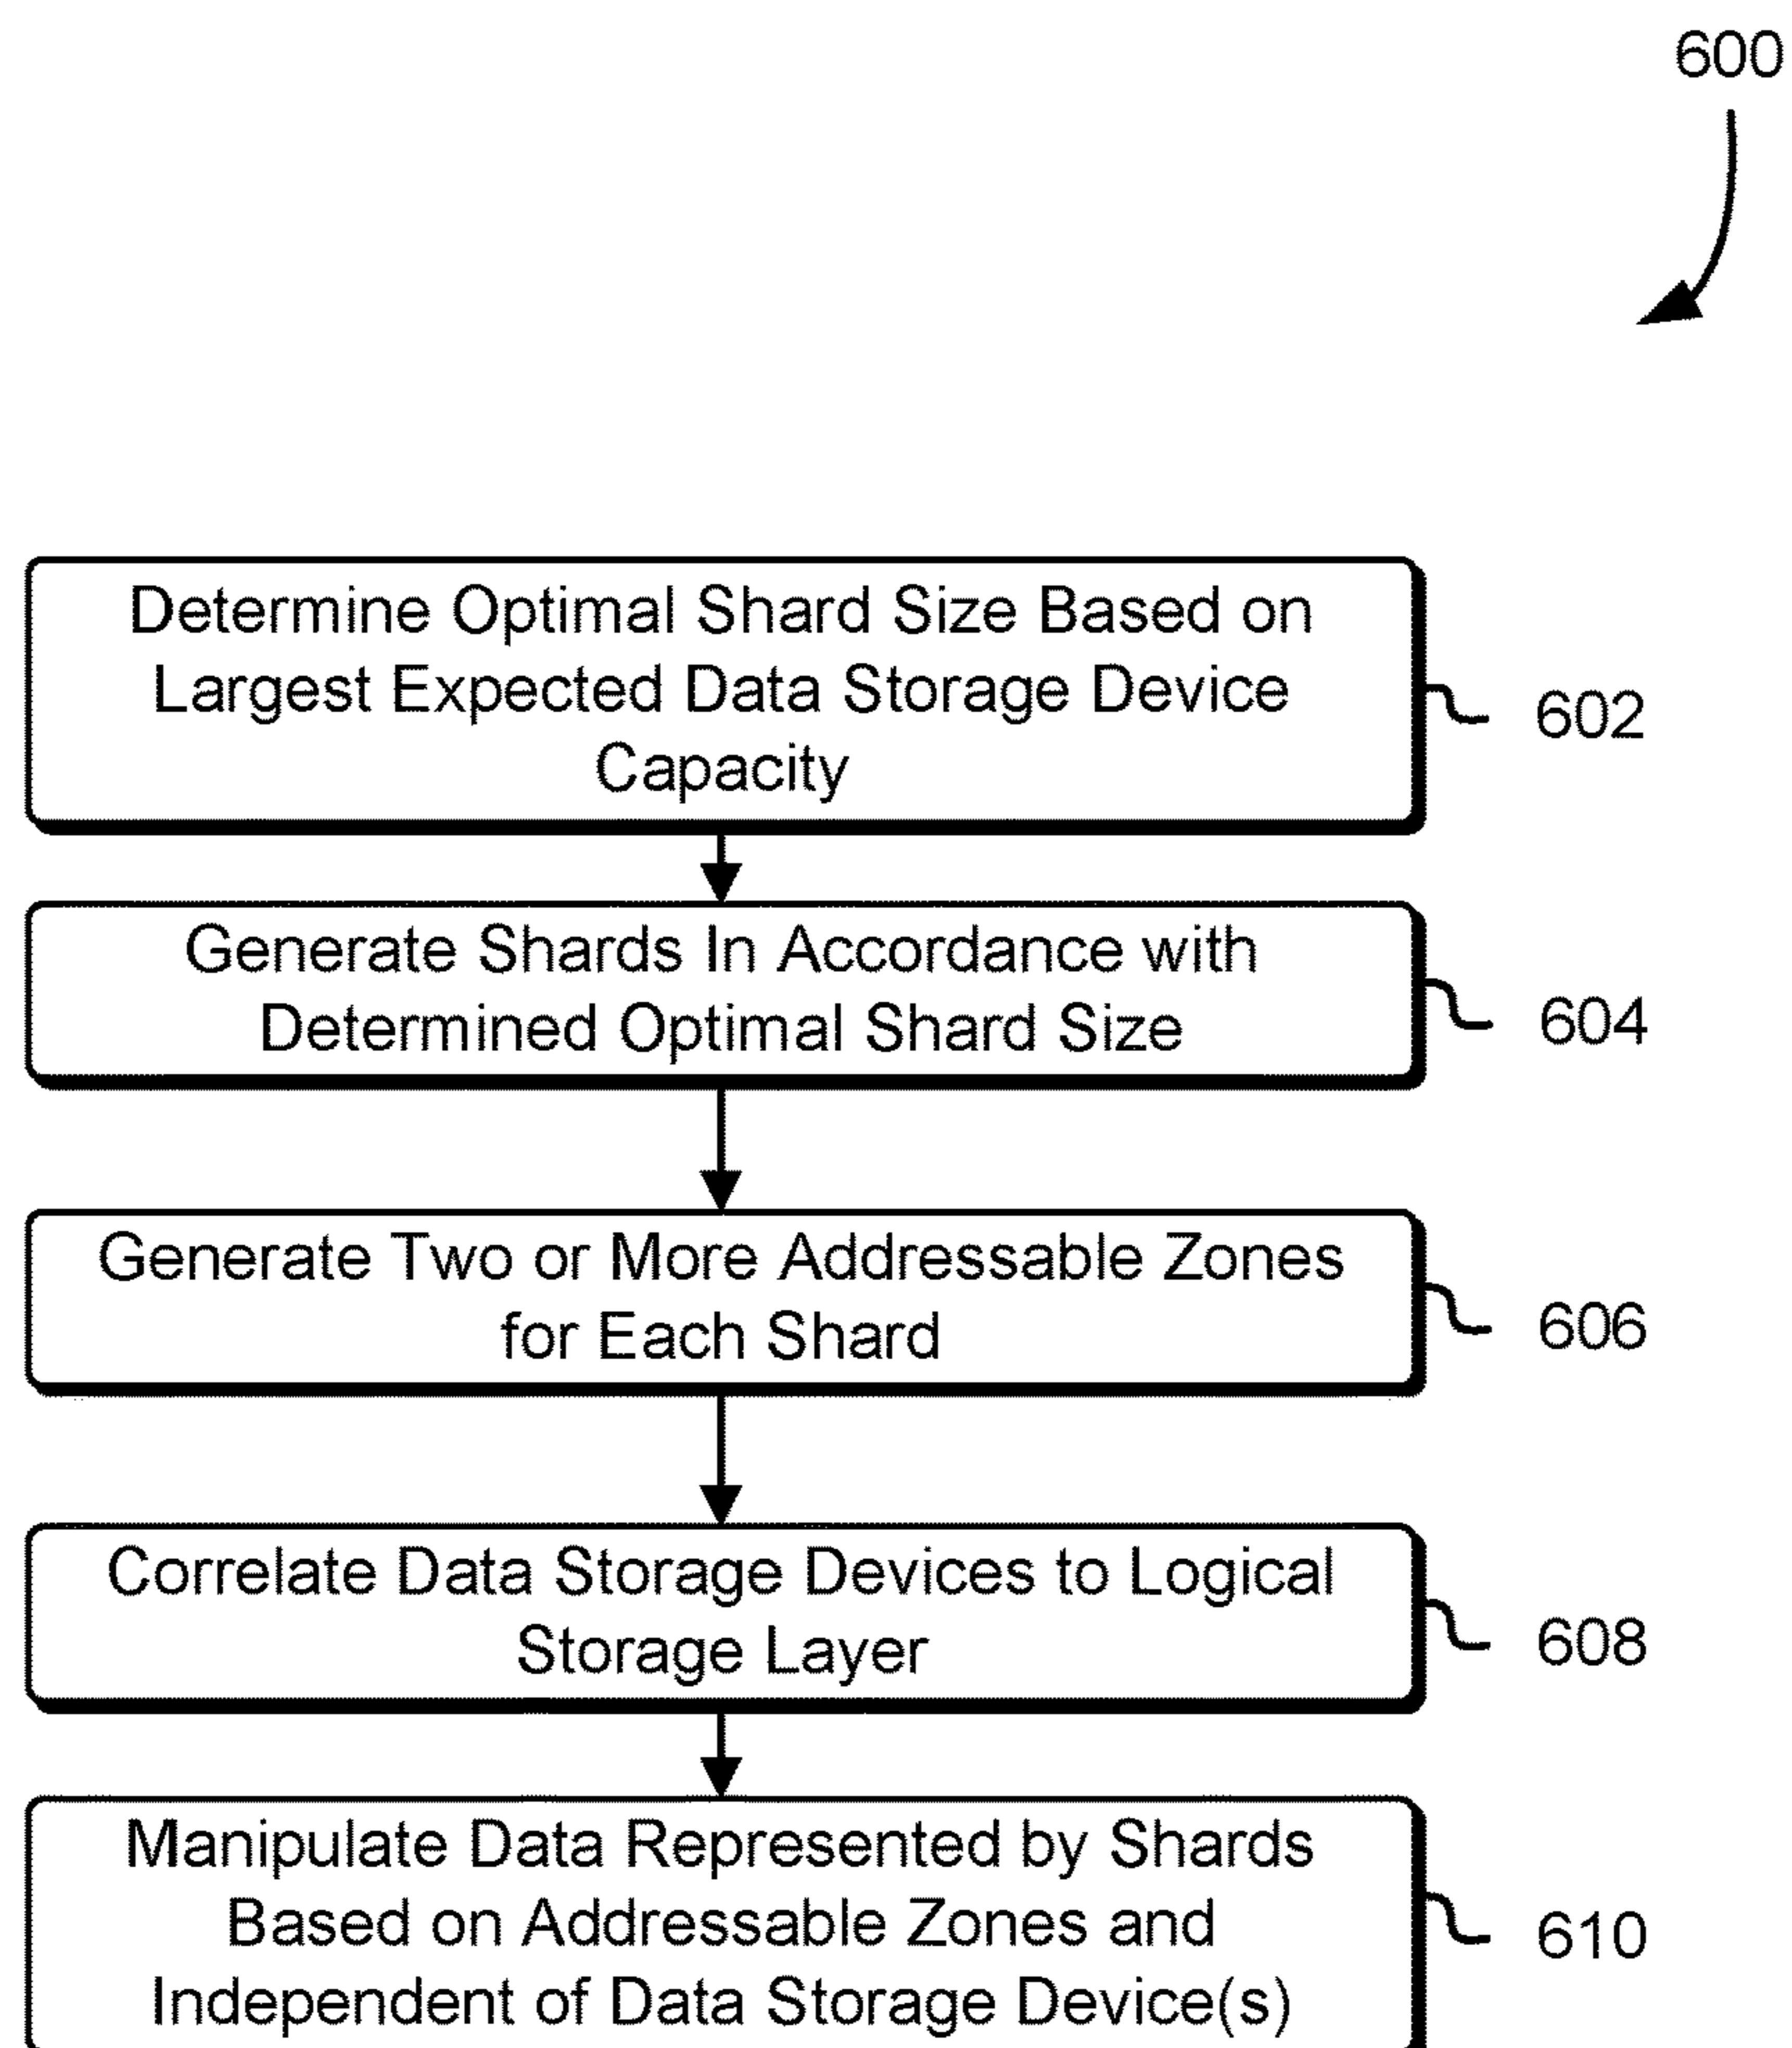 600
Determine Optimal Shard Size Based on
Largest Expected Data Storage Device
Capacity
602
Generate Shards In Accordance with
Determined Optimal Shard Size
604
Generate Two or More Addressable Zones
for Each Shard
606
Correlate Data Storage Devices to Logical
Storage Layer
608
Manipulate Data Represented by Shards
Based on Addressable Zones and
Independent of Data Storage Device(s)
610